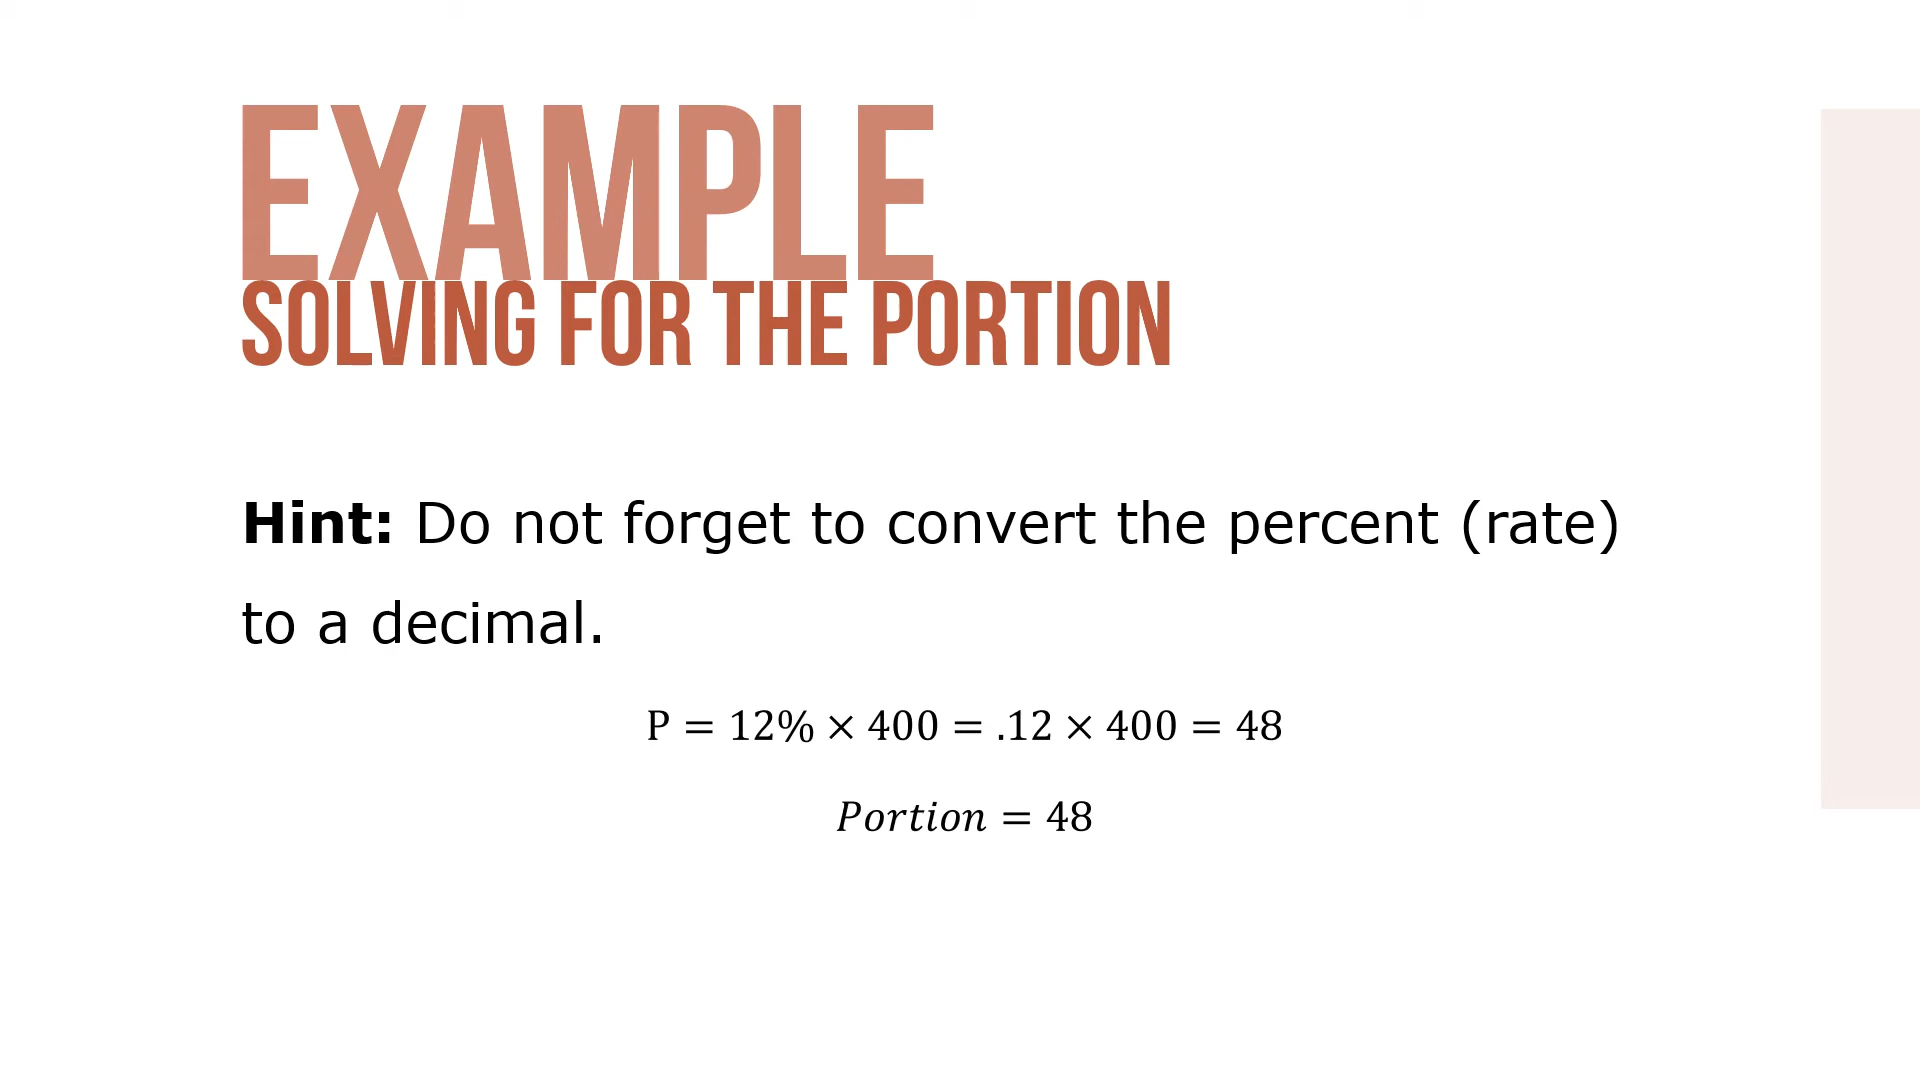 EXAMPLE
SOLVING FOR THE PORTION
Hint: Do not forget to convert the percent (rate)
to a decimal.
P = 12% × 400 = .12 × 400 = 48
Portion = 48